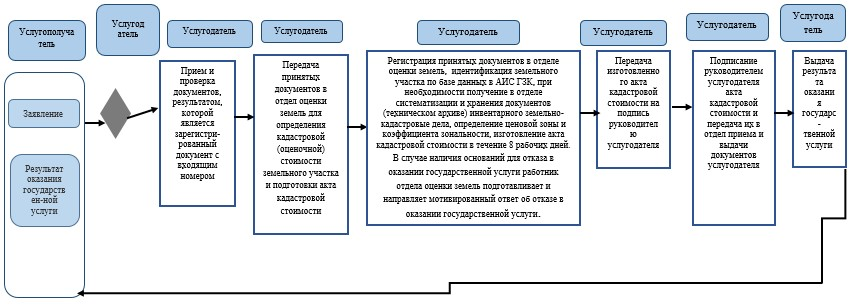 Услугополуча
тель
Услугод
атель
Услугодатель
Услугодатель
Услугодатель
Услугодатель
Услугодатель
Услугода
тель
Заявление
Результат
оказания
государств
ен-ной
услуги
Прием и
проверка
документов,
результатом,
которой
является
зарегистри-
рованный
документ с
входящим
номером
Передача
принятых
документов в
отдел оценки
земель для
определения
кадастровой
(оценочной)
стоимости
земельного участка
и подготовки акта
кадастровой
стоимости
Регистрация принятых документов в отделе
оценки земель, идентификация земельного
участка по базе данных в АИС ГЗК, при
необходимости получение в отделе
систематизации и хранения документов
(техническом архиве) инвентарного земельно-
кадастровые дела, определение ценовой зоны и
коэффициента зональности, изготовление акта
кадастровой стоимости в течение 8 рабочих дней.
В случае наличия оснований для отказа в
оказании государственной услуги работник
отдела оценки земель подготавливает и
направляет мотивированный ответ об отказе в
оказании государственной услуги.
Передача
изготовленно
го акта
кадастровой
стоимости на
подпись
руководител
ю
услугодателя
Подписание
руководителем
услугодателя
акта
кадастровой
стоимости и
передача их в
отдел приема и
выдачи
документов
услугодателя
Выдача
результа
та
оказани
я
государс
-
твенной
услуги